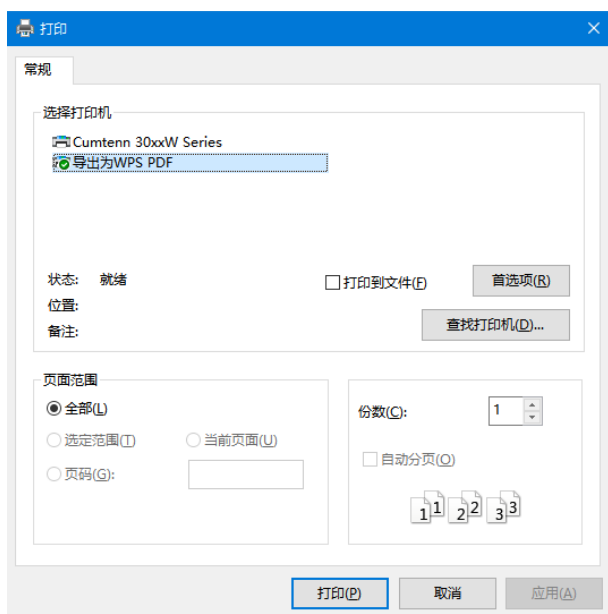 打印
常规
选择打印机
Cumtenn 30xxW Series
导出为WPS PDF
状态: 就绪
打印到文件(F)
首选项(R)
位置:
备注:
查找打印机(D)...
页面范围
全部(L)
份数(C): 1
选定范围(T) 当前页面(U)
自动分页(O)
页码(G):
1 1 2 2 3 3
打印(P) 取消 应用(A)